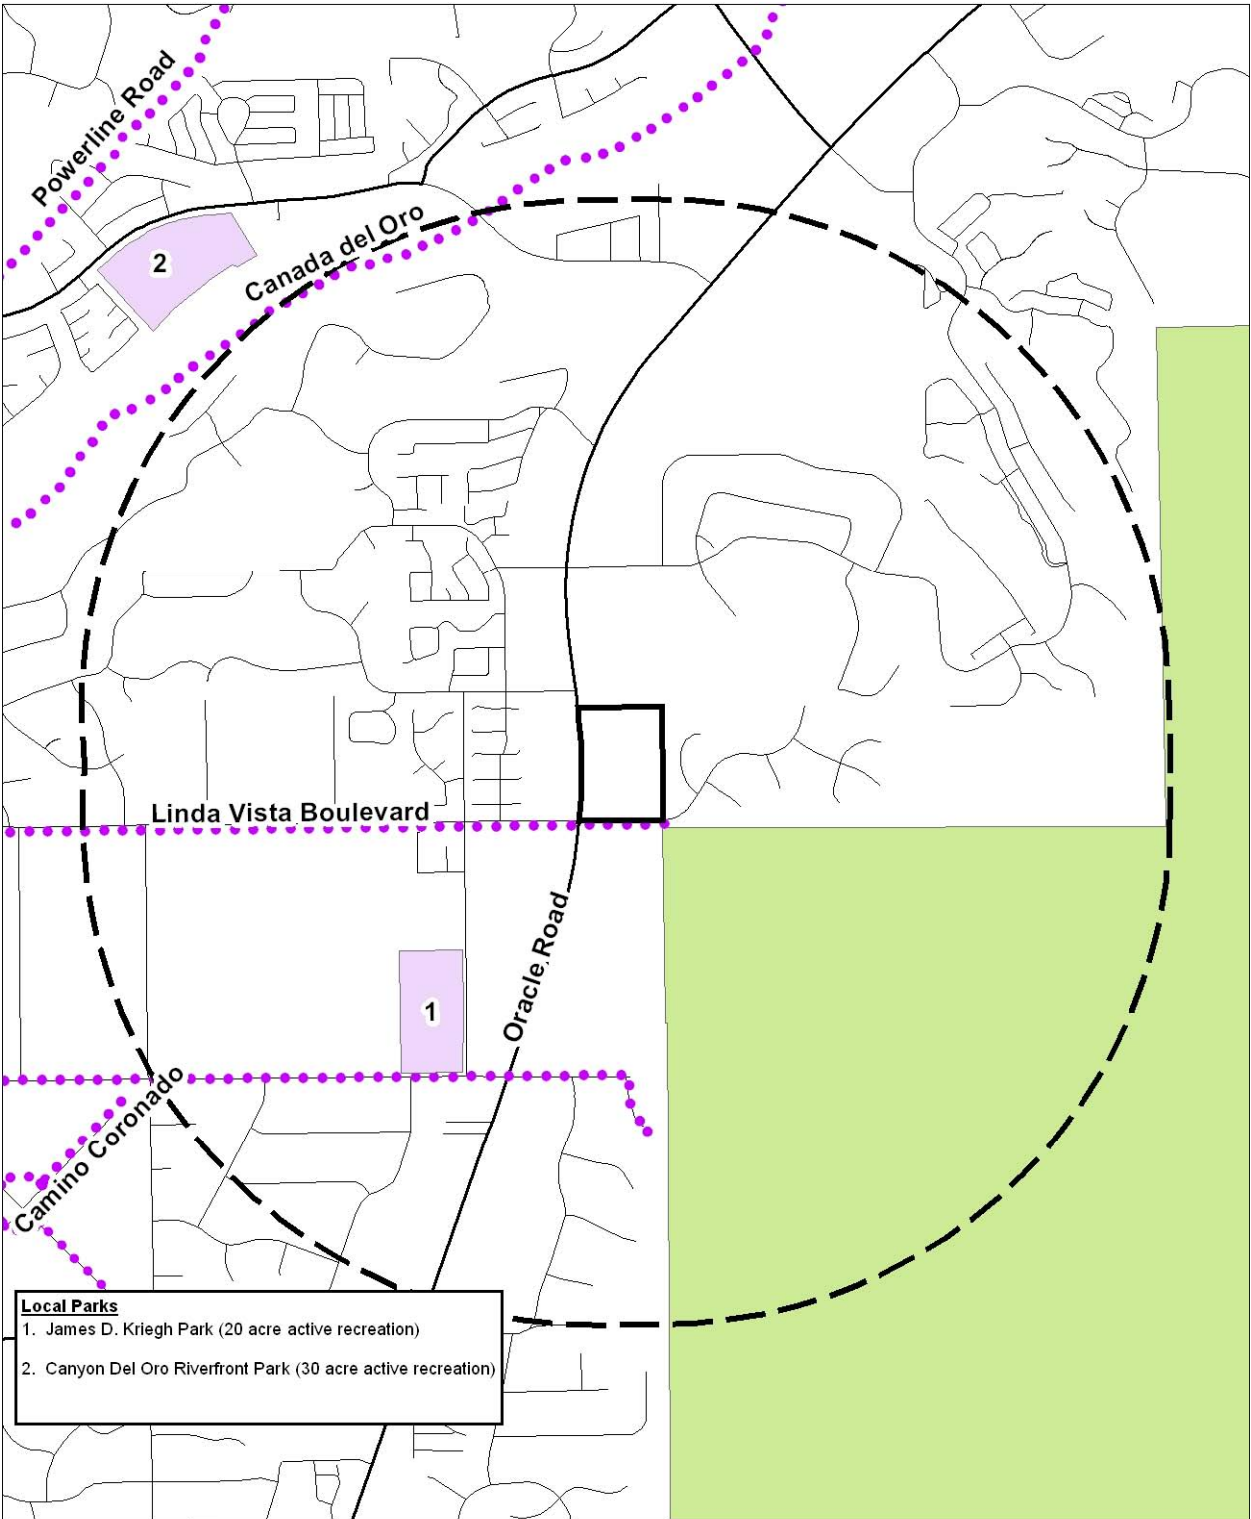 Powerline Road
2
Canada del Oro
Linda Vista Boulevard
Oracle Road
1
Camino Coronado
Local Parks
1. James D. Kriegh Park (20 acre active recreation)
2. Canyon Del Oro Riverfront Park (30 acre active recreation)